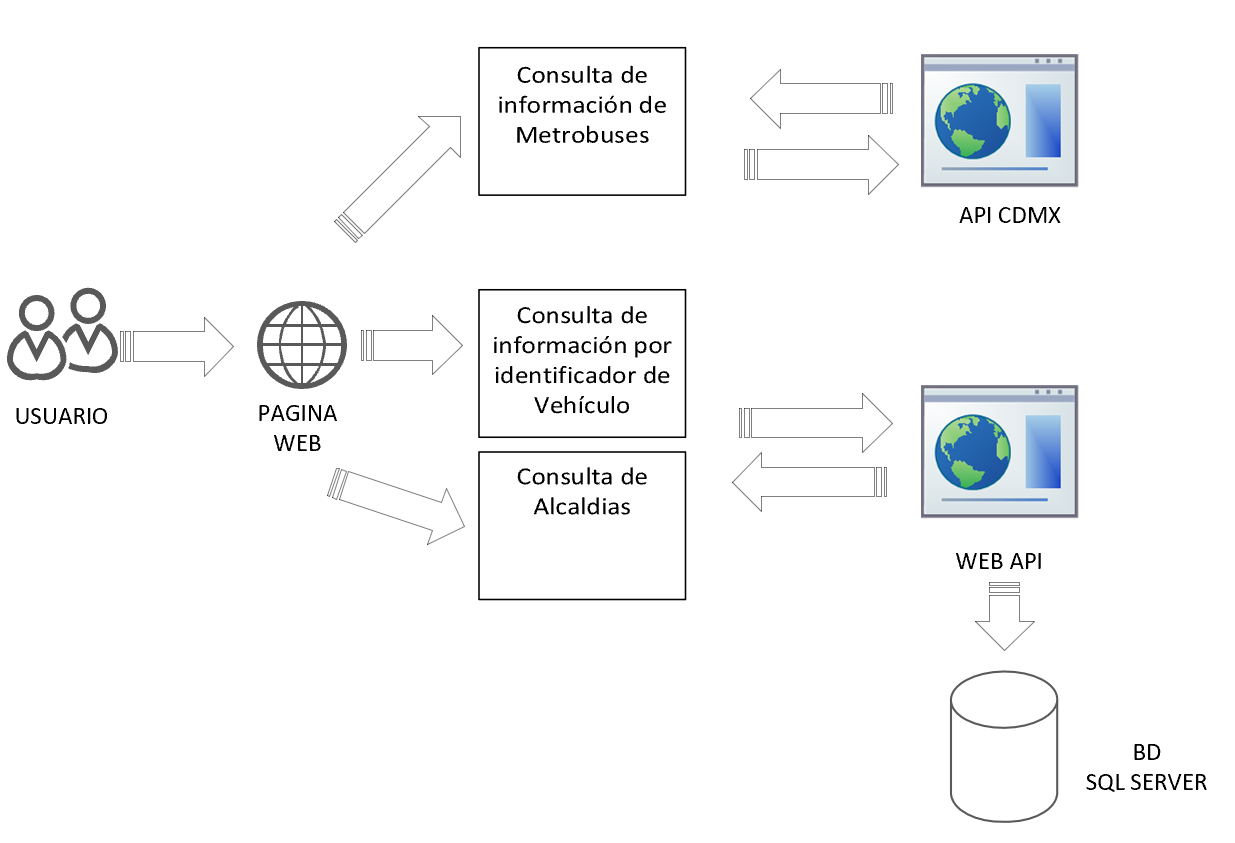 Consulta de
información de
Metrobuses
API CDMX
USUARIO
PAGINA
WEB
Consulta de
información por
identificador de
Vehículo
Consulta de
Alcaldias
WEB API
BD
SQL SERVER